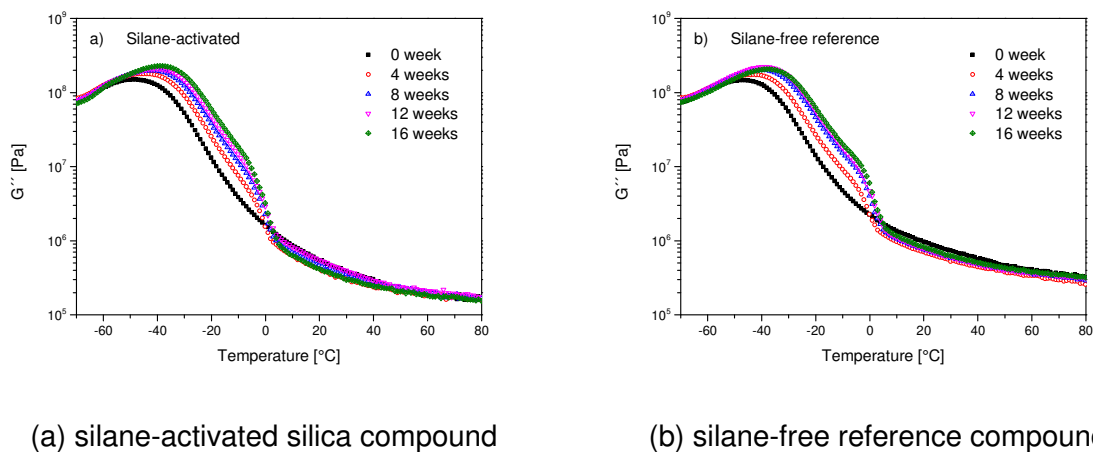 a) Silane-activated
0 week
4 weeks
8 weeks
12 weeks
16 weeks
10⁹
10⁸
10⁷
10⁶
10⁵
G´´ [Pa]
-60 -40 -20 0 20 40 60 80
Temperature [°C]
b) Silane-free reference
0 week
4 weeks
8 weeks
12 weeks
16 weeks
10⁹
10⁸
10⁷
10⁶
10⁵
G´´ [Pa]
-60 -40 -20 0 20 40 60 80
Temperature [°C]
(a) silane-activated silica compound
(b) silane-free reference compoun